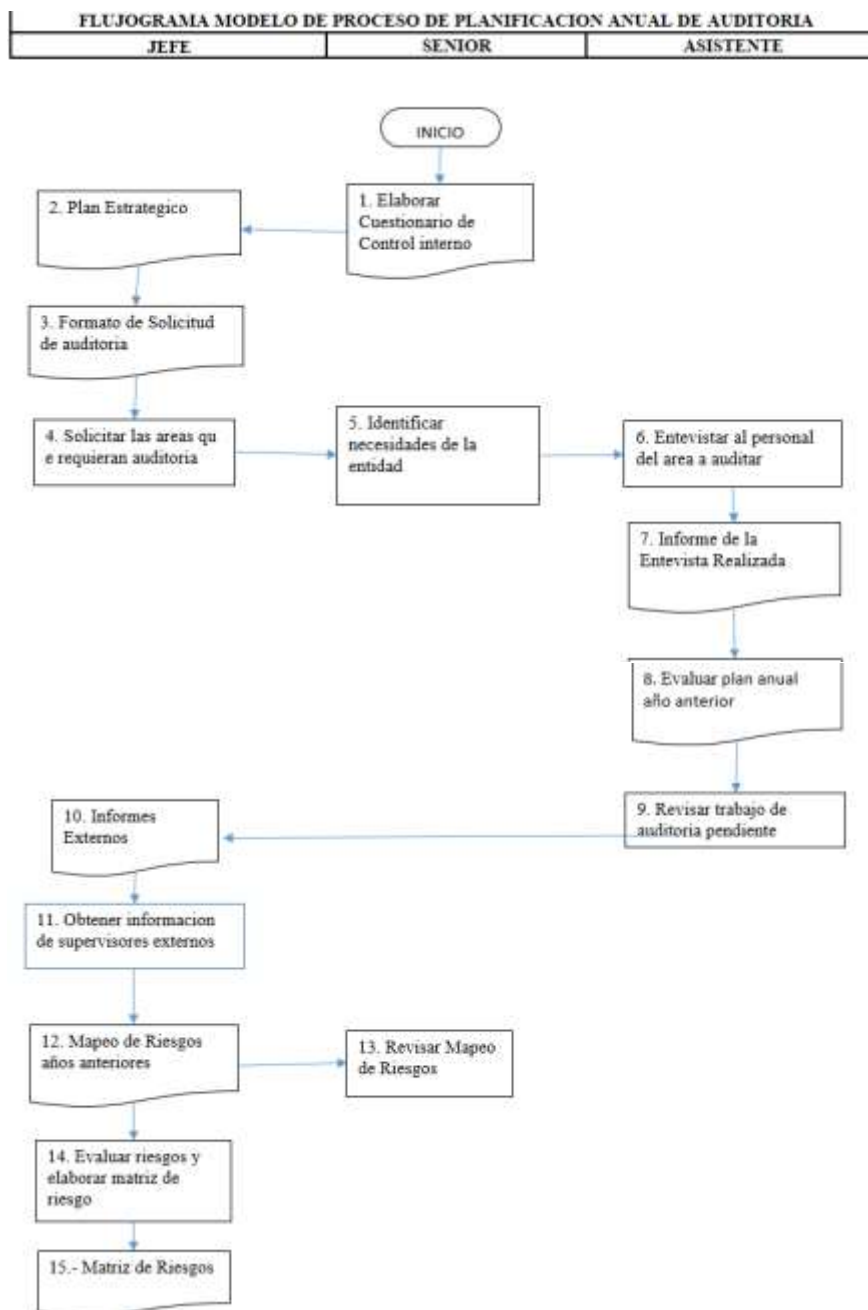 FLUJOGRAMA MODELO DE PROCESO DE PLANIFICACION ANUAL DE AUDITORIA
JEFE
SENIOR
ASISTENTE
INICIO
1. Elaborar
Cuestionario de
Control interno
2. Plan Estrategico
3. Formato de Solicitud
de auditoria
4. Solicitar las areas qu
e requieran auditoria
5. Identificar
necesidades de la
entidad
6. Entevistar al personal
del area a auditar
7. Informe de la
Entevista Realizada
8. Evaluar plan anual
año anterior
9. Revisar trabajo de
auditoria pendiente
10. Informes
Externos
11. Obtener informacion
de supervisores externos
12. Mapeo de Riesgos
años anteriores
13. Revisar Mapeo
de Riesgos
14. Evaluar riesgos y
elaborar matriz de
riesgo
15.- Matriz de Riesgos